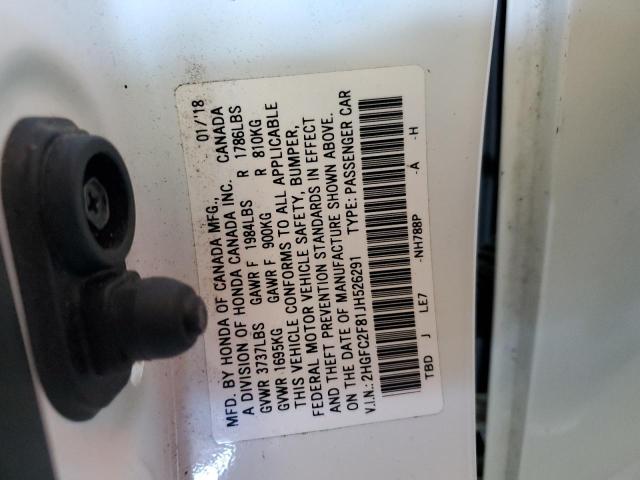 MFD. BY HONDA OF CANADA MFG., 01/'18
A DIVISION OF HONDA CANADA INC. CANADA
GVWR 3737LBS GAWR F 1984LBS R 1786LBS
GVWR 1695KG GAWR F 900KG R 810KG
THIS VEHICLE CONFORMS TO ALL APPLICABLE
FEDERAL MOTOR VEHICLE SAFETY, BUMPER,
AND THEFT PREVENTION STANDARDS IN EFFECT
ON THE DATE OF MANUFACTURE SHOWN ABOVE.
V.I.N.: 2HGFC2F81JH526291 TYPE: PASSENGER CAR
TBD J LE7 -NH788P -A -H